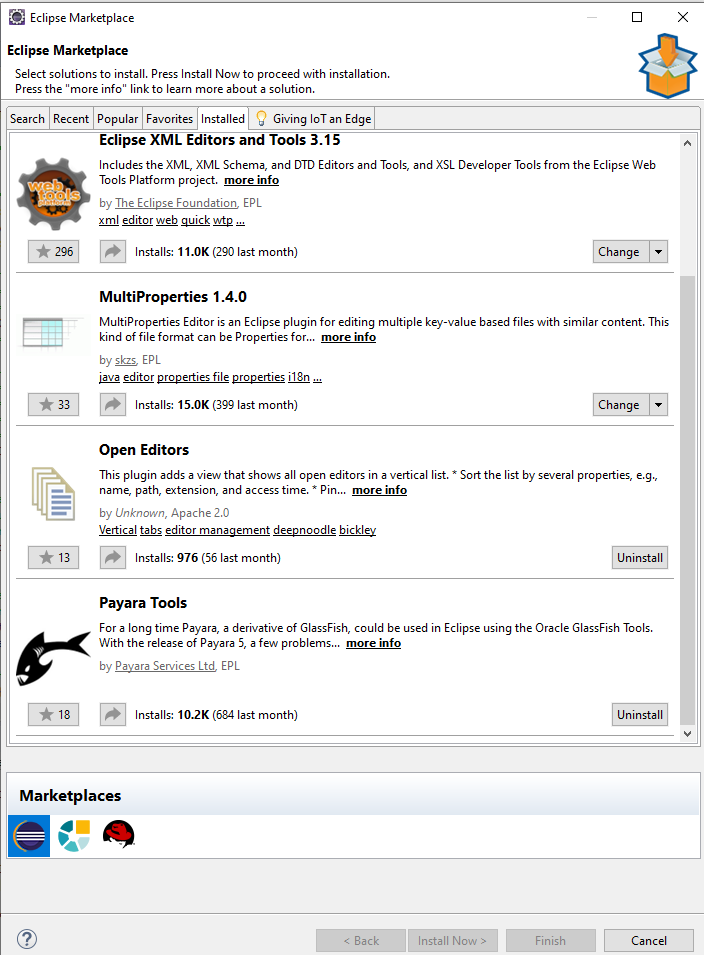 Eclipse Marketplace
Eclipse Marketplace
Select solutions to install. Press Install Now to proceed with installation.
Press the "more info" link to learn more about a solution.
Search Recent Popular Favorites Installed Giving IoT an Edge
Eclipse XML Editors and Tools 3.15
Includes the XML, XML Schema, and DTD Editors and Tools, and XSL Developer Tools from the Eclipse Web
Tools Platform project. more info
by The Eclipse Foundation, EPL
xml editor web quick wtp ...
web tools
296 Installs: 11.0K (290 last month) Change
MultiProperties 1.4.0
MultiProperties Editor is an Eclipse plugin for editing multiple key-value based files with similar content. This
kind of file format can be Properties for... more info
by skzs, EPL
java editor properties file properties i18n ...
33 Installs: 15.0K (399 last month) Change
Open Editors
This plugin adds a view that shows all open editors in a vertical list. * Sort the list by several properties, e.g.,
name, path, extension, and access time. * Pin... more info
by Unknown, Apache 2.0
Vertical tabs editor management deepnoodle bickley
13 Installs: 976 (56 last month) Uninstall
Payara Tools
For a long time Payara, a derivative of GlassFish, could be used in Eclipse using the Oracle GlassFish Tools.
With the release of Payara 5, a few problems... more info
by Payara Services Ltd, EPL
18 Installs: 10.2K (684 last month) Uninstall
Marketplaces
? < Back Install Now > Finish Cancel